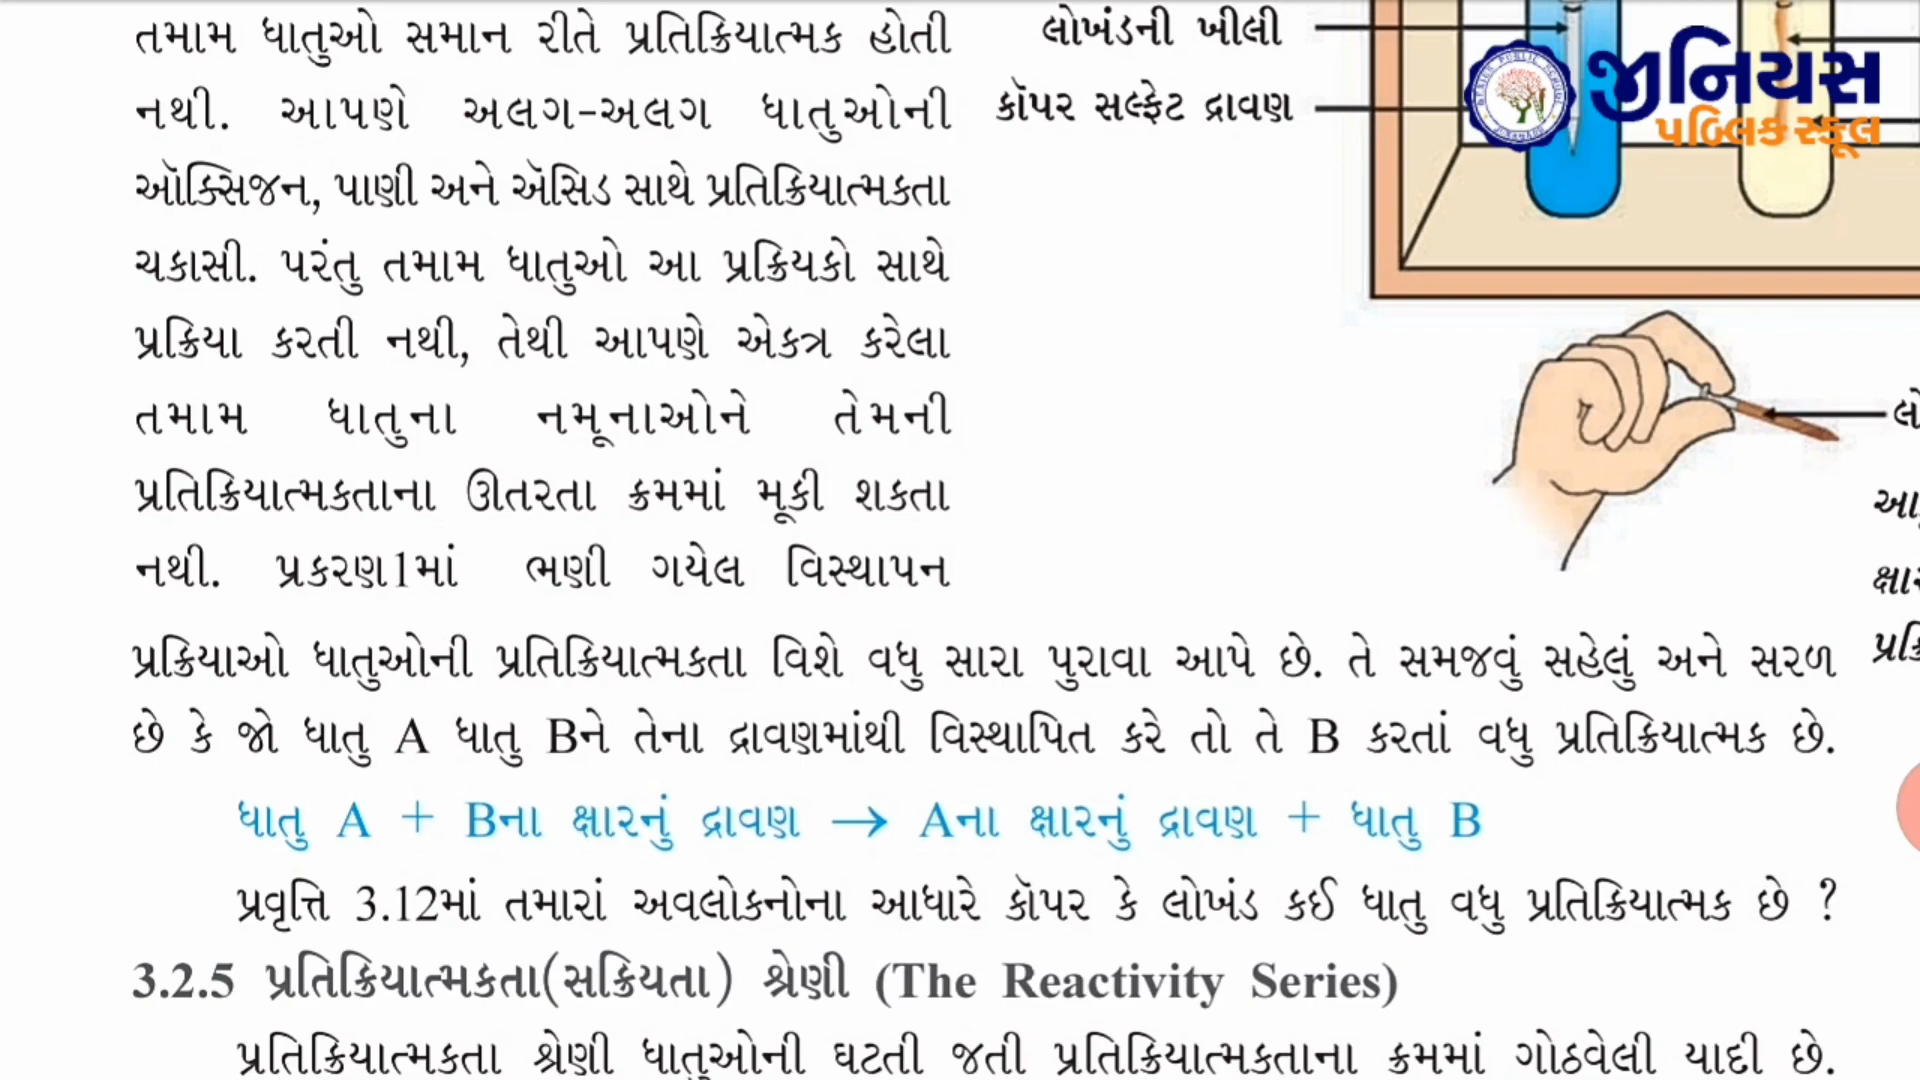 તમામ ધાતુઓ સમાન રીતે પ્રતિક્રિયાત્મક હોતી
નથી. આપણે અલગ-અલગ ધાતુઓની
ઑક્સિજન, પાણી અને ઍસિડ સાથે પ્રતિક્રિયાત્મકતા
ચકાસી. પરંતુ તમામ ધાતુઓ આ પ્રક્રિયકો સાથે
પ્રક્રિયા કરતી નથી, તેથી આપણે એકત્ર કરેલા
તમામ ધાતુના નમૂનાઓને તેમની
પ્રતિક્રિયાત્મકતાના ઊતરતા ક્રમમાં મૂકી શકતા
નથી. પ્રકરણ1માં ભણી ગયેલ વિસ્થાપન
લોખંડની ખીલી
કૉપર સલ્ફેટ દ્રાવણ
જીનિયસ
પબ્લિક સ્કૂલ
પ્રક્રિયાઓ ધાતુઓની પ્રતિક્રિયાત્મકતા વિશે વધુ સારા પુરાવા આપે છે. તે સમજવું સહેલું અને સરળ
છે કે જો ધાતુ A ધાતુ Bને તેના દ્રાવણમાંથી વિસ્થાપિત કરે તો તે B કરતાં વધુ પ્રતિક્રિયાત્મક છે.
ધાતુ A + Bના ક્ષારનું દ્રાવણ → Aના ક્ષારનું દ્રાવણ + ધાતુ B
પ્રવૃત્તિ 3.12માં તમારાં અવલોકનોના આધારે કૉપર કે લોખંડ કઈ ધાતુ વધુ પ્રતિક્રિયાત્મક છે ?
3.2.5 પ્રતિક્રિયાત્મકતા(સક્રિયતા) શ્રેણી (The Reactivity Series)
પ્રતિક્રિયાત્મકતા શ્રેણી ધાતુઓની ઘટતી જતી પ્રતિક્રિયાત્મકતાના ક્રમમાં ગોઠવેલી યાદી છે.